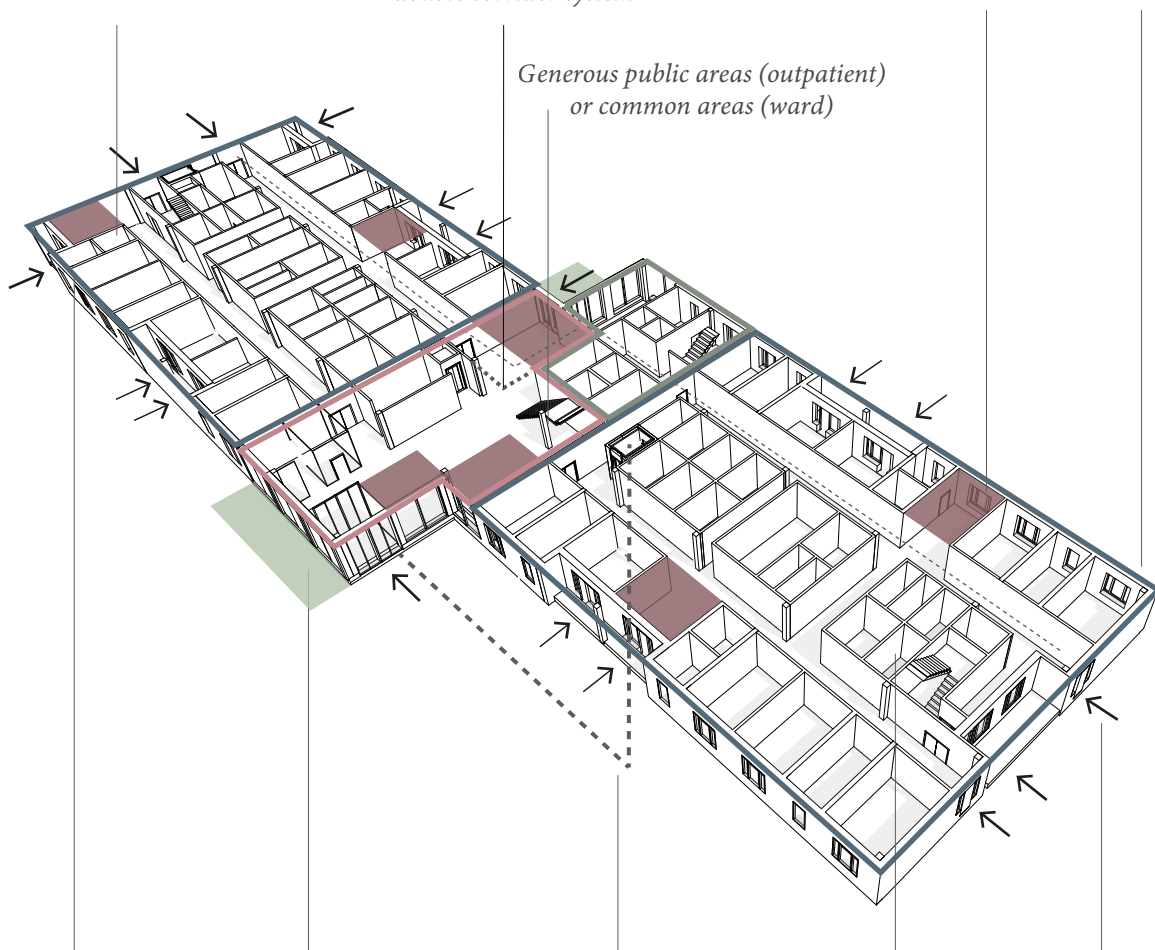 Generous public areas (outpatient)
or common areas (ward)